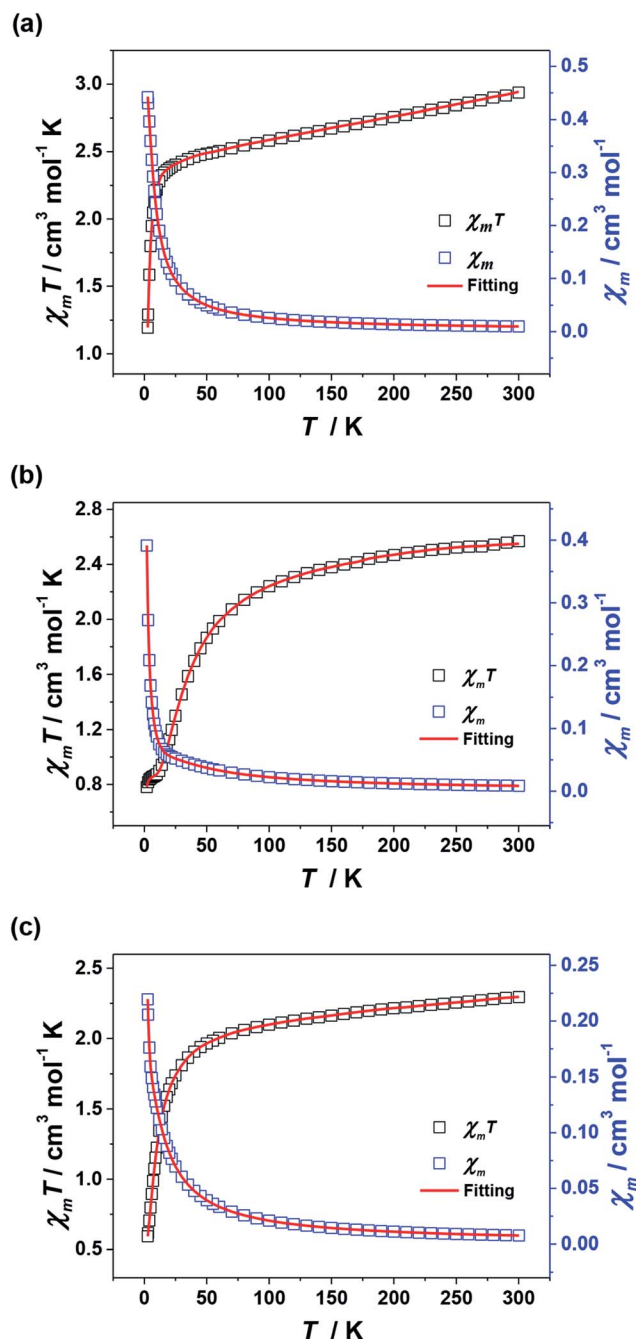 (a)
3.0
2.5
2.0
1.5
1.0
χmT / cm³ mol⁻¹ K
0.5
0.4
0.3
0.2
0.1
0.0
χm / cm³ mol⁻¹
χmT
χm
Fitting
0 50 100 150 200 250 300
T / K
(b)
2.8
2.4
2.0
1.6
1.2
0.8
χmT / cm³ mol⁻¹ K
0.4
0.3
0.2
0.1
0.0
χm / cm³ mol⁻¹
χmT
χm
Fitting
0 50 100 150 200 250 300
T / K
(c)
2.5
2.0
1.5
1.0
0.5
χmT / cm³ mol⁻¹ K
0.25
0.20
0.15
0.10
0.05
0.00
χm / cm³ mol⁻¹
χmT
χm
Fitting
0 50 100 150 200 250 300
T / K